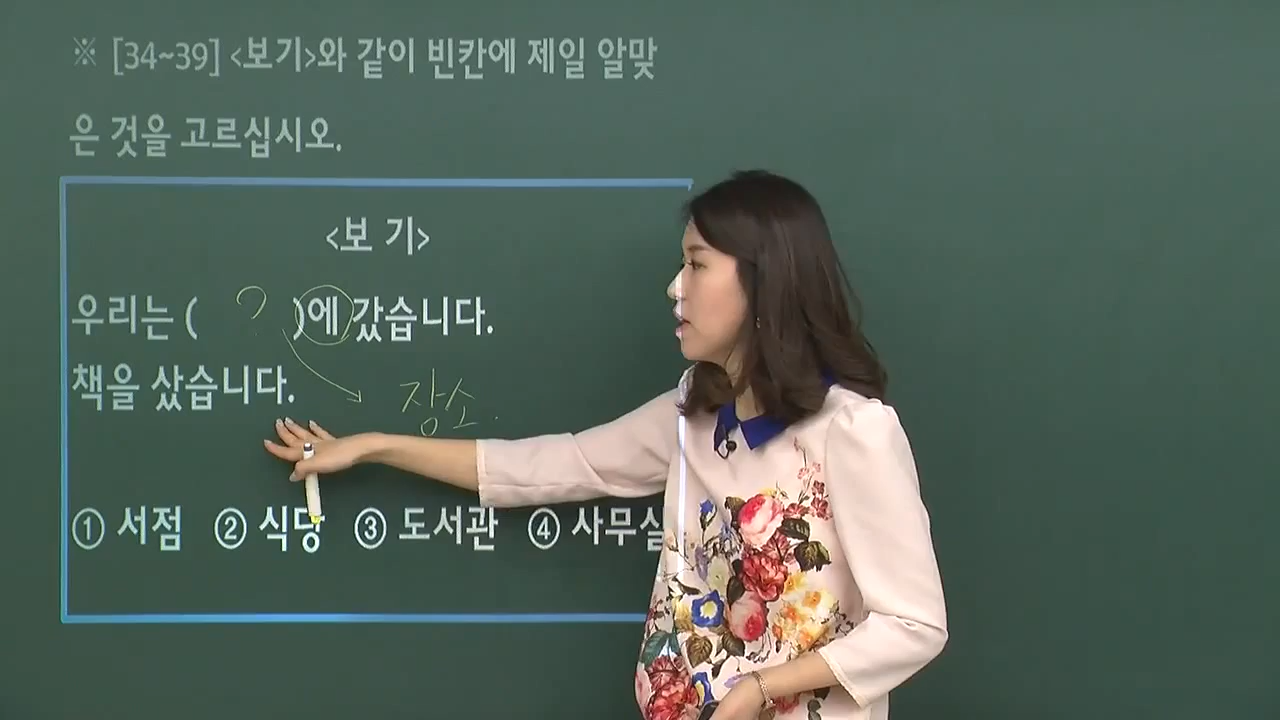 ※ [34~39] <보기>와 같이 빈칸에 제일 알맞
은 것을 고르십시오.
<보 기>
우리는 ( ? )에 갔습니다.
책을 샀습니다.
장소.
① 서점 ② 식당 ③ 도서관 ④ 사무실